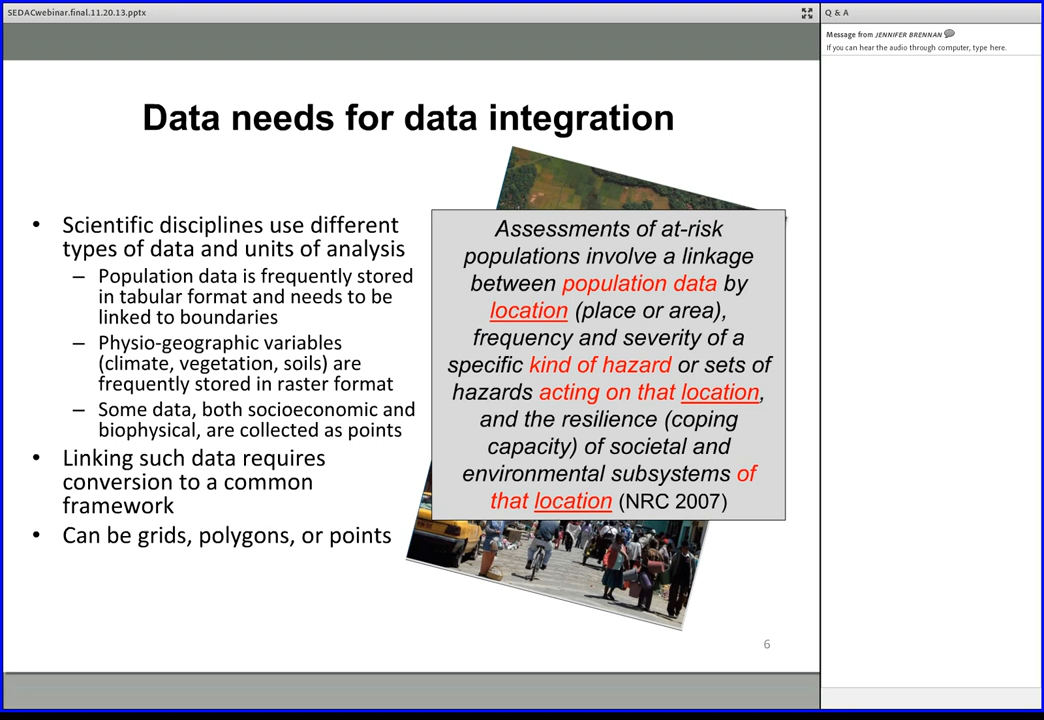 SEDACwebinar.final.11.20.13.pptx
Data needs for data integration
• Scientific disciplines use different
types of data and units of analysis
– Population data is frequently stored
in tabular format and needs to be
linked to boundaries
– Physio-geographic variables
(climate, vegetation, soils) are
frequently stored in raster format
– Some data, both socioeconomic and
biophysical, are collected as points
• Linking such data requires
conversion to a common
framework
• Can be grids, polygons, or points
Assessments of at-risk
populations involve a linkage
between population data by
location (place or area),
frequency and severity of a
specific kind of hazard or sets of
hazards acting on that location,
and the resilience (coping
capacity) of societal and
environmental subsystems of
that location (NRC 2007)
6
Q & A
Message from JENNIFER BRENNAN
If you can hear the audio through computer, type here.